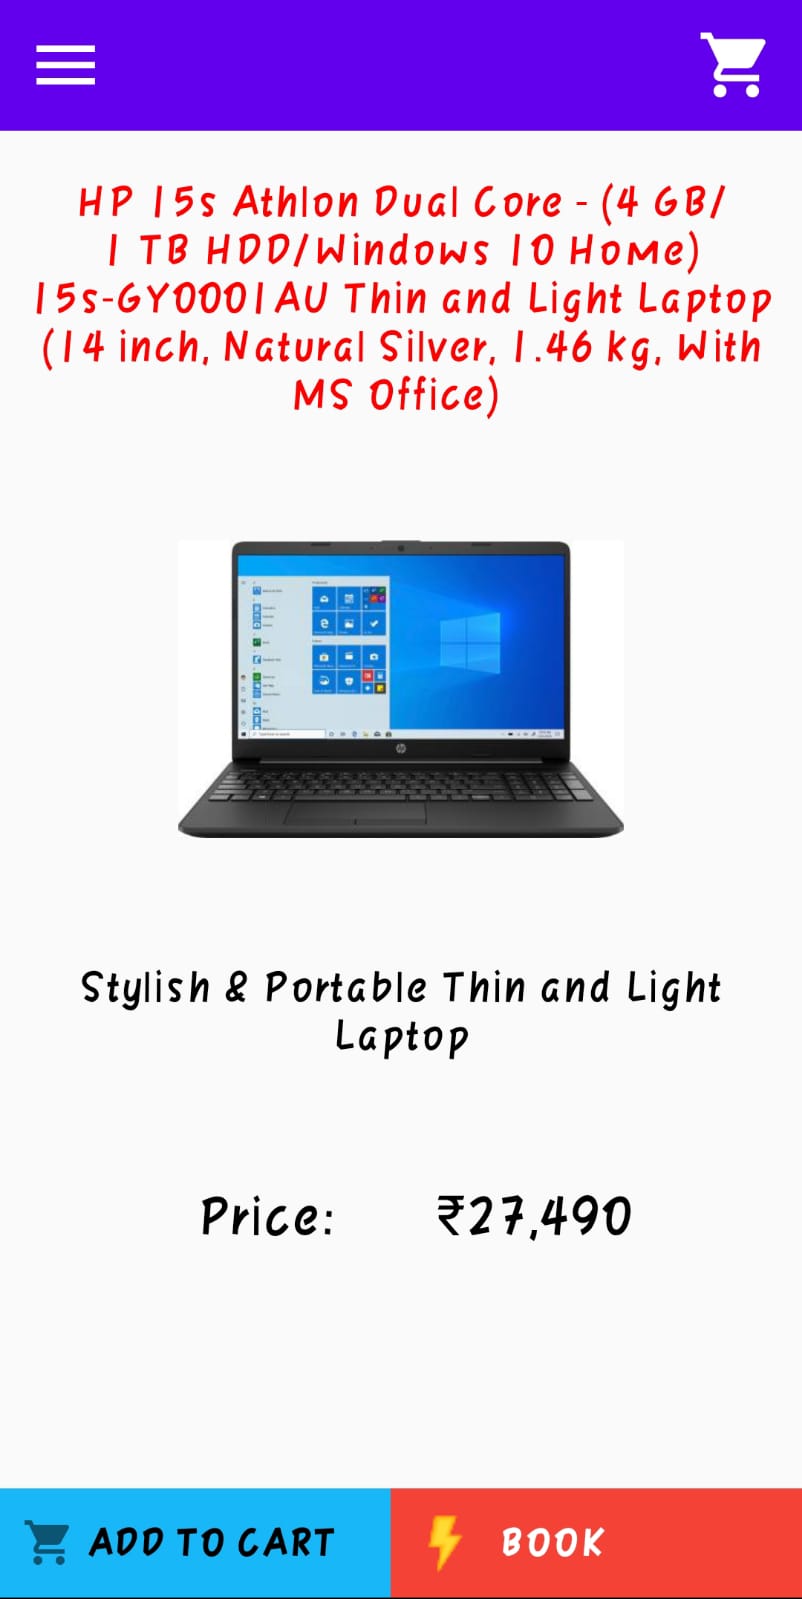 HP 15s Athlon Dual Core - (4 GB/
1 TB HDD/Windows 10 Home)
15s-GY0001AU Thin and Light Laptop
(14 inch, Natural Silver, 1.46 kg, With
MS Office)
hp
Stylish & Portable Thin and Light
Laptop
Price: ₹27,490
ADD TO CART
BOOK